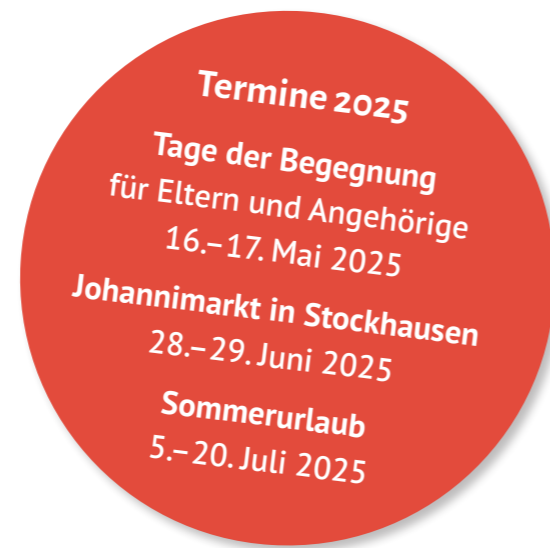 Termine 2025
Tage der Begegnung
für Eltern und Angehörige
16.–17. Mai 2025
Johannimarkt in Stockhausen
28.–29. Juni 2025
Sommerurlaub
5.–20. Juli 2025